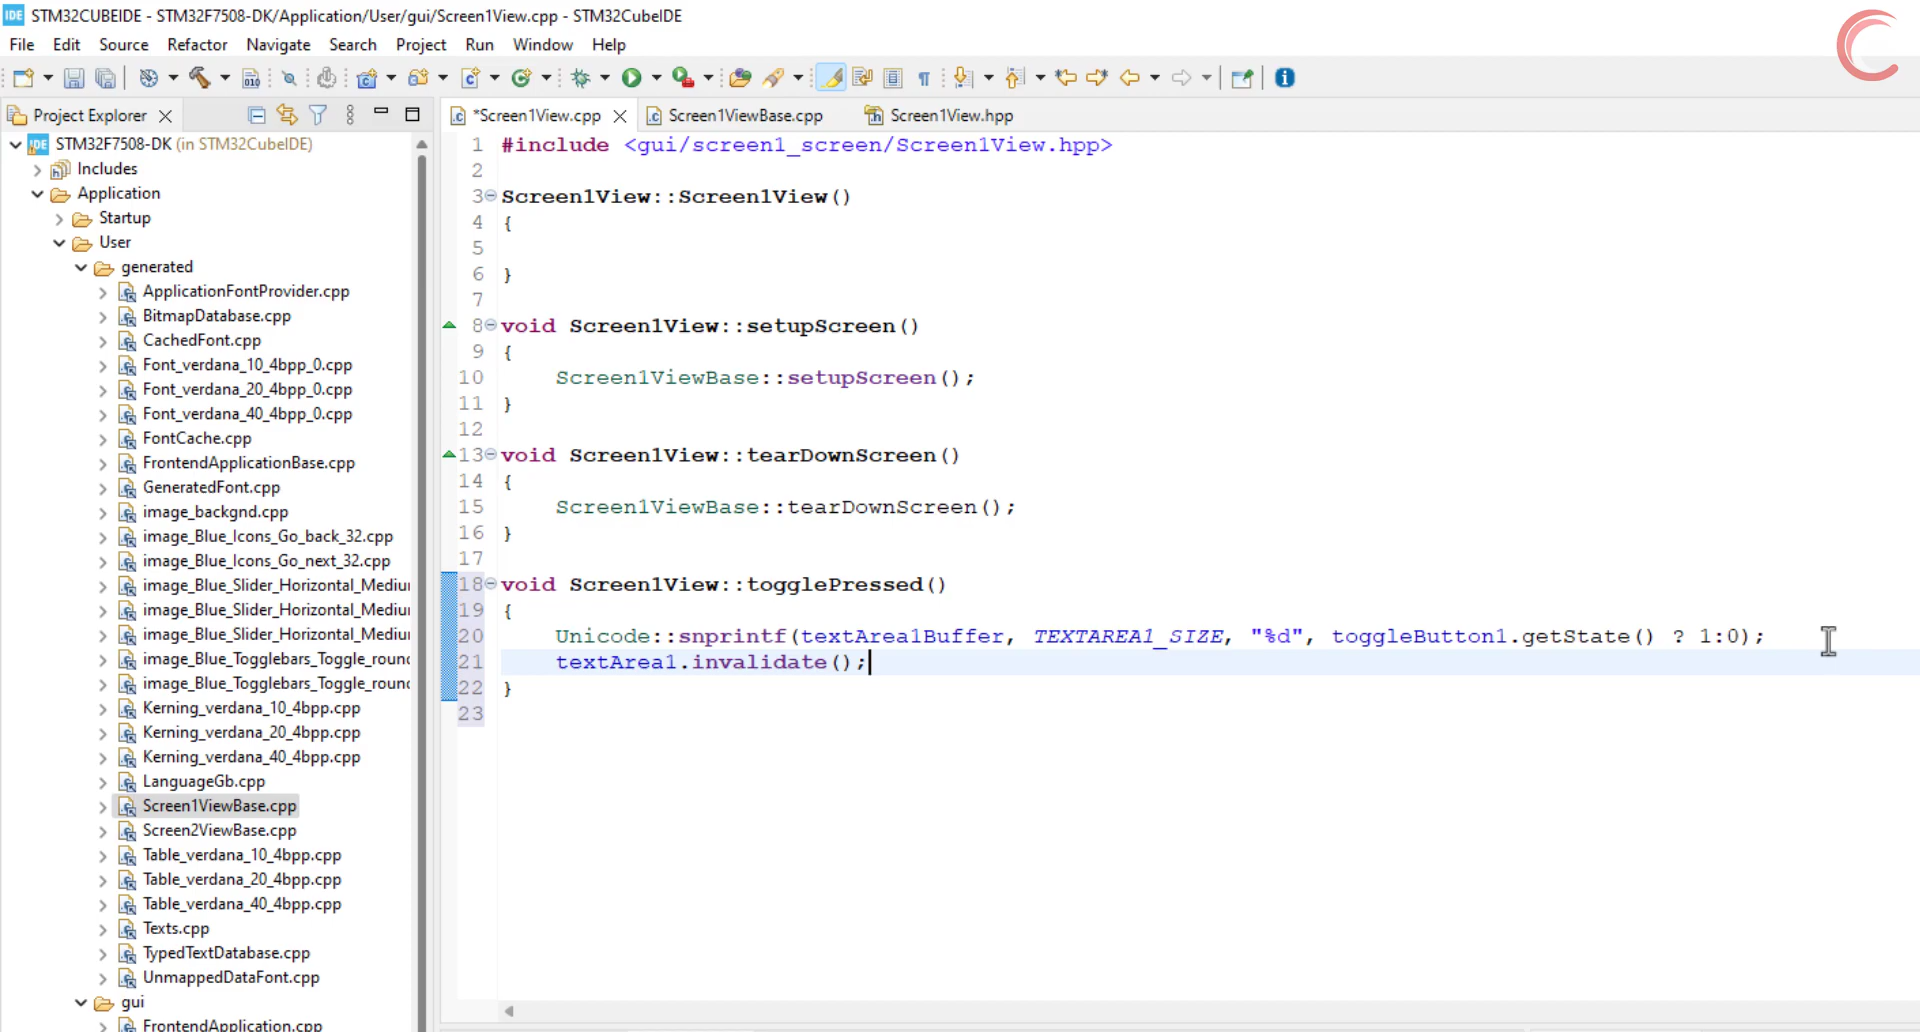 STM32CUBEIDE - STM32F7508-DK/Application/User/gui/Screen1View.cpp - STM32CubeIDE
File Edit Source Refactor Navigate Search Project Run Window Help
Project Explorer
*Screen1View.cpp Screen1ViewBase.cpp Screen1View.hpp
STM32F7508-DK (in STM32CubeIDE)
Includes
Application
Startup
User
generated
ApplicationFontProvider.cpp
BitmapDatabase.cpp
CachedFont.cpp
Font_verdana_10_4bpp_0.cpp
Font_verdana_20_4bpp_0.cpp
Font_verdana_40_4bpp_0.cpp
FontCache.cpp
FrontendApplicationBase.cpp
GeneratedFont.cpp
image_backgnd.cpp
image_Blue_Icons_Go_back_32.cpp
image_Blue_Icons_Go_next_32.cpp
image_Blue_Slider_Horizontal_Mediu
image_Blue_Slider_Horizontal_Mediu
image_Blue_Slider_Horizontal_Mediu
image_Blue_Togglebars_Toggle_roun
image_Blue_Togglebars_Toggle_roun
Kerning_verdana_10_4bpp.cpp
Kerning_verdana_20_4bpp.cpp
Kerning_verdana_40_4bpp.cpp
LanguageGb.cpp
Screen1ViewBase.cpp
Screen2ViewBase.cpp
Table_verdana_10_4bpp.cpp
Table_verdana_20_4bpp.cpp
Table_verdana_40_4bpp.cpp
Texts.cpp
TypedTextDatabase.cpp
UnmappedDataFont.cpp
gui
FrontendApplication.cpp
1 #include <gui/screen1_screen/Screen1View.hpp>
2
3 Screen1View::Screen1View()
4 {
5
6 }
7
8 void Screen1View::setupScreen()
9 {
10 Screen1ViewBase::setupScreen();
11 }
12
13 void Screen1View::tearDownScreen()
14 {
15 Screen1ViewBase::tearDownScreen();
16 }
17
18 void Screen1View::togglePressed()
19 {
20 Unicode::snprintf(textArea1Buffer, TEXTAREA1_SIZE, "%d", toggleButton1.getState() ? 1:0);
21 textArea1.invalidate();
22 }
23